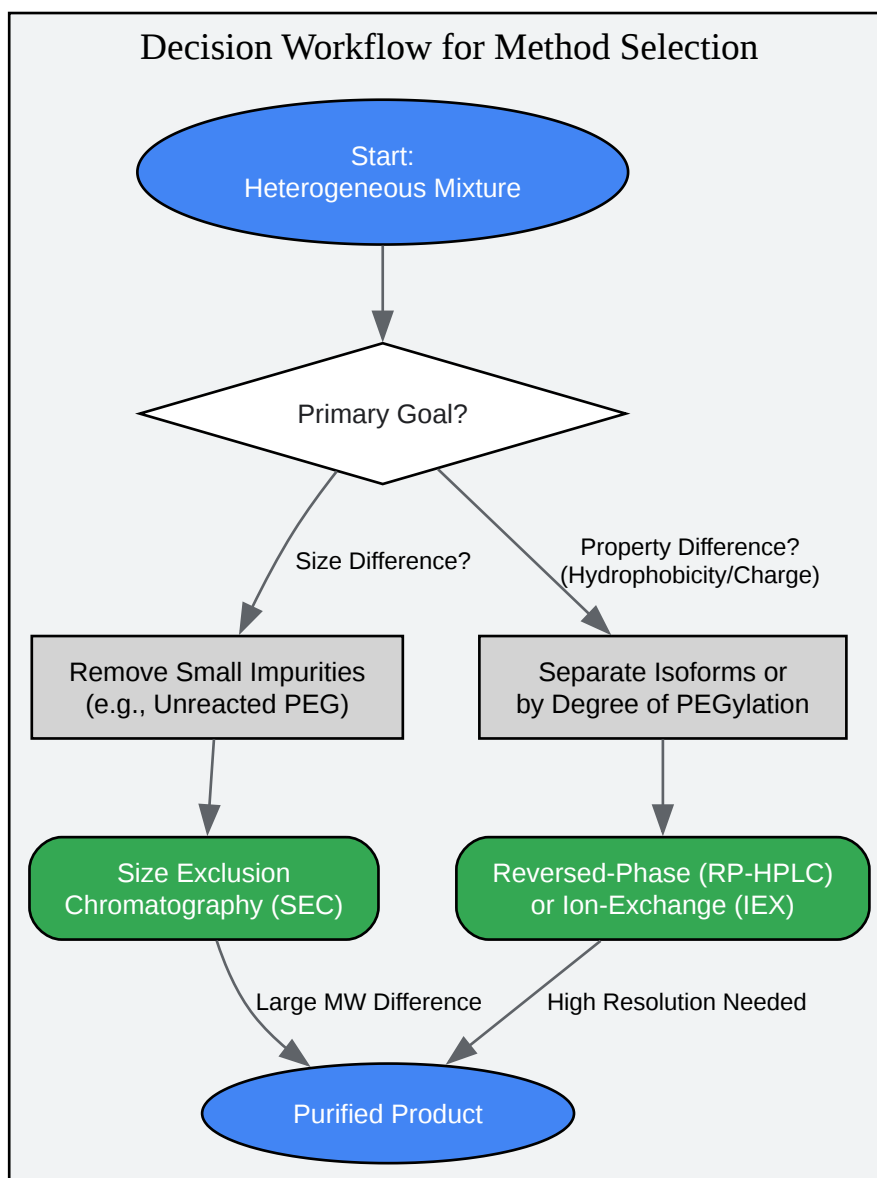 Decision Workflow for Method Selection
Start:
Heterogeneous Mixture
Primary Goal?
Size Difference?
Property Difference?
(Hydrophobicity/Charge)
Remove Small Impurities
(e.g., Unreacted PEG)
Separate Isoforms or
by Degree of PEGylation
Size Exclusion
Chromatography (SEC)
Reversed-Phase (RP-HPLC)
or Ion-Exchange (IEX)
Large MW Difference
High Resolution Needed
Purified Product